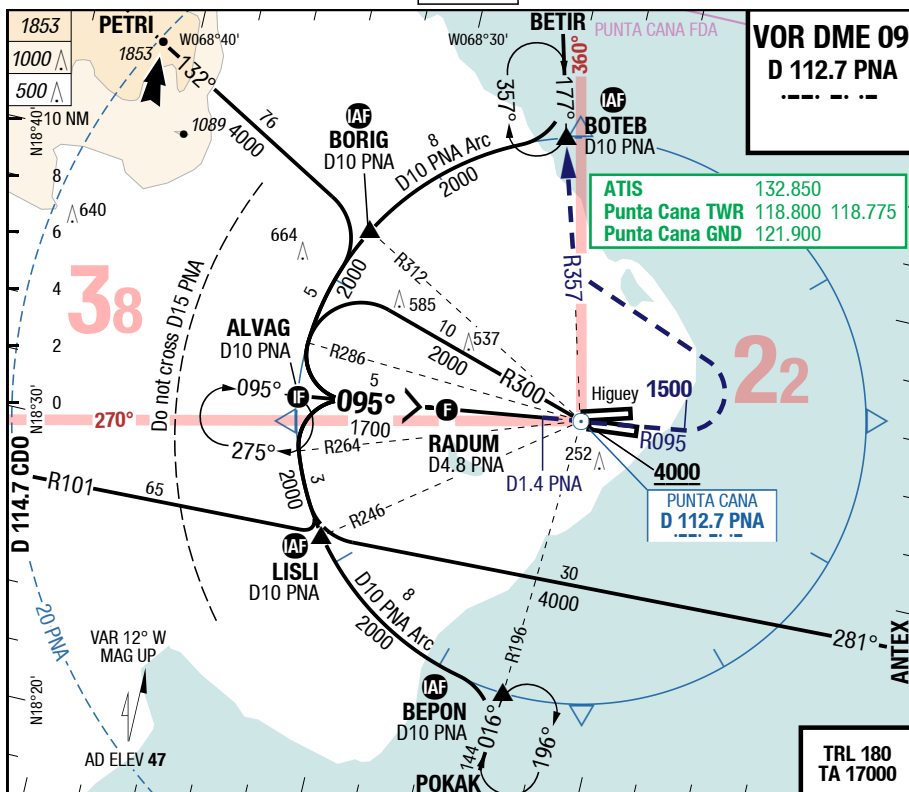 1853
1000
500
PETRI
1853
W068°40'
132°
76
4000
1089
10 NM
N18°40'
8
6
4
2
0
640
664
3 8
Do not cross D15 PNA
IAF
BORIG
D10 PNA
8
D10 PNA Arc
2000
W068°30'
BETIR
PUNTA CANA FDA
360°
357°
177°
IAF
BOTEB
D10 PNA
VOR DME 09
D 112.7 PNA
ATIS 132.850
Punta Cana TWR 118.800 118.775
Punta Cana GND 121.900
R357
R312
5
2000
585
537
10
2000
R300
ALVAG
D10 PNA
R286
IF
095°
275°
5
095°
1700
F
RADUM
D4.8 PNA
R264
N18°30'
270°
Higuey
1500
2 2
R095
252
4000
D1.4 PNA
PUNTA CANA
D 112.7 PNA
D 114.7 CDO
R101
65
3
2000
R246
IAF
LISLI
D10 PNA
30
4000
281°
ANTEX
D10 PNA Arc
8
2000
R196
20 PNA
VAR 12° W
MAG UP
N18°20'
AD ELEV 47
IAF
BEPON
D10 PNA
016°
144
196°
POKAK
TRL 180
TA 17000